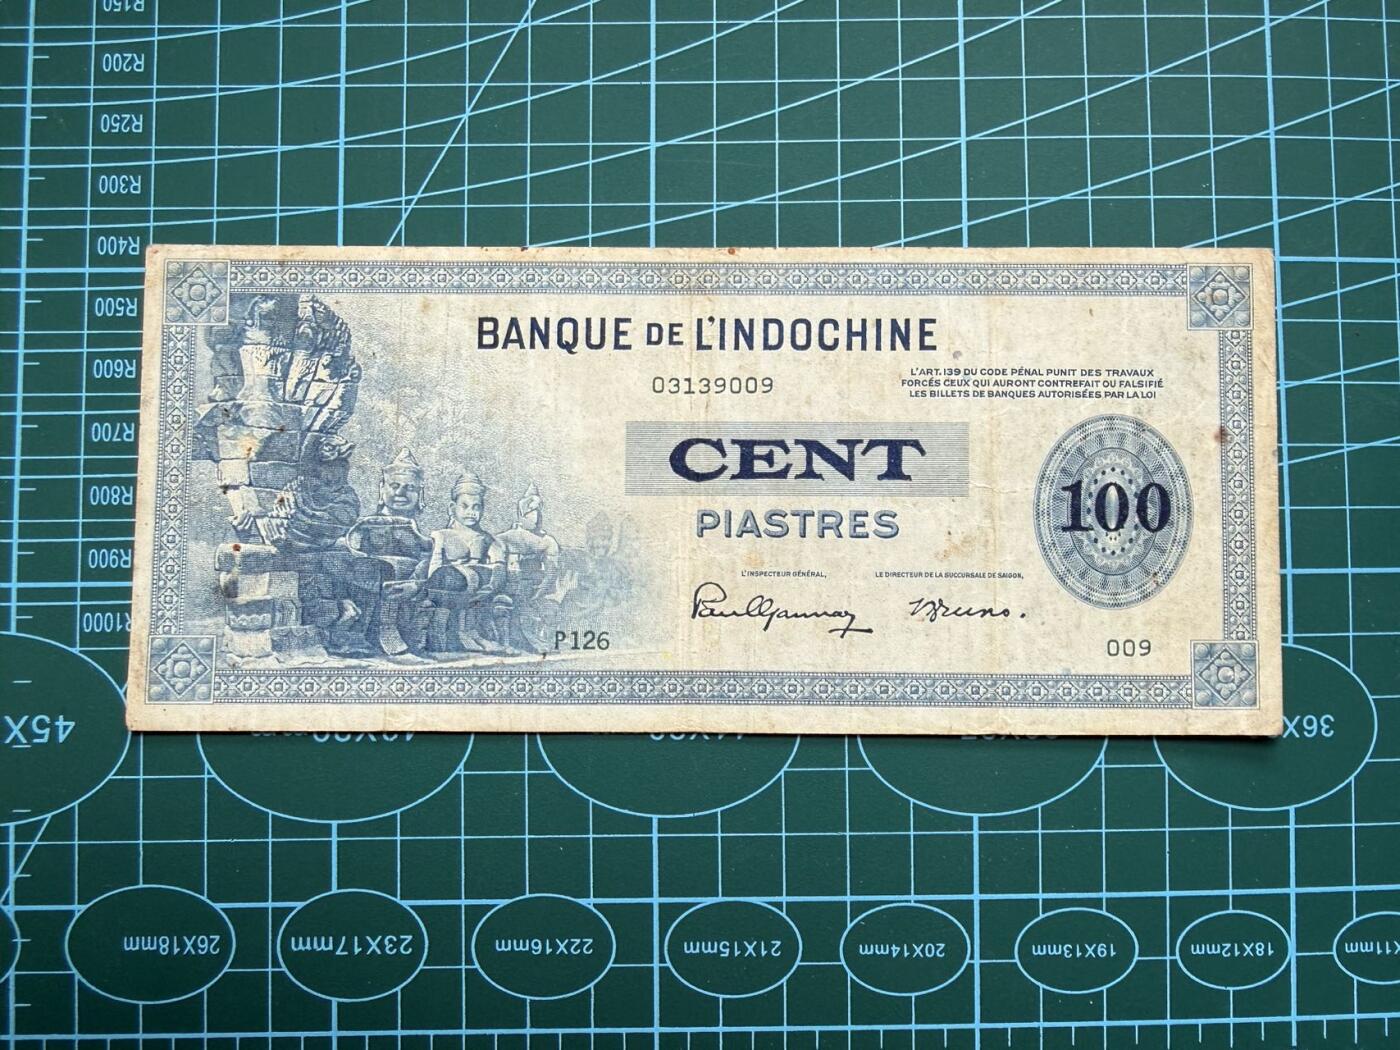 R150
R200
R250
R300
R400
R500
R600
R700
R800
R900
R1000
BANQUE DE L'INDOCHINE
03139009
L'ART. 139 DU CODE PÉNAL PUNIT DES TRAVAUX
FORCÉS CEUX QUI AURONT CONTREFAIT OU FALSIFIÉ
LES BILLETS DE BANQUES AUTORISÉES PAR LA LOI
CENT
PIASTRES
100
L'INSPECTEUR GÉNÉRAL,
LE DIRECTEUR DE LA SUCCURSALE DE SAIGON,
P126
009
45X
36X
26X18mm
23X17mm
22X16mm
21X15mm
20X14mm
19X13mm
18X12mm